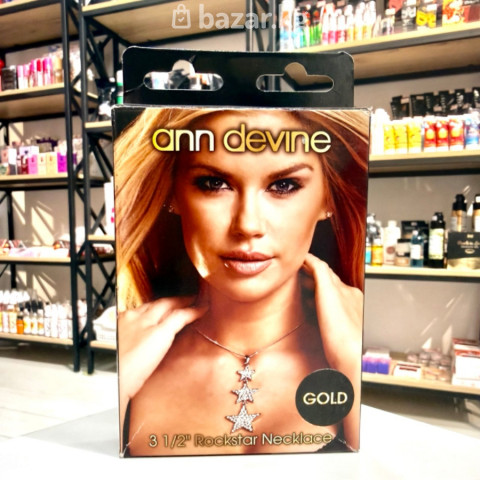 bazar
ann devine
GOLD
3 1/2" Rockstar Necklace